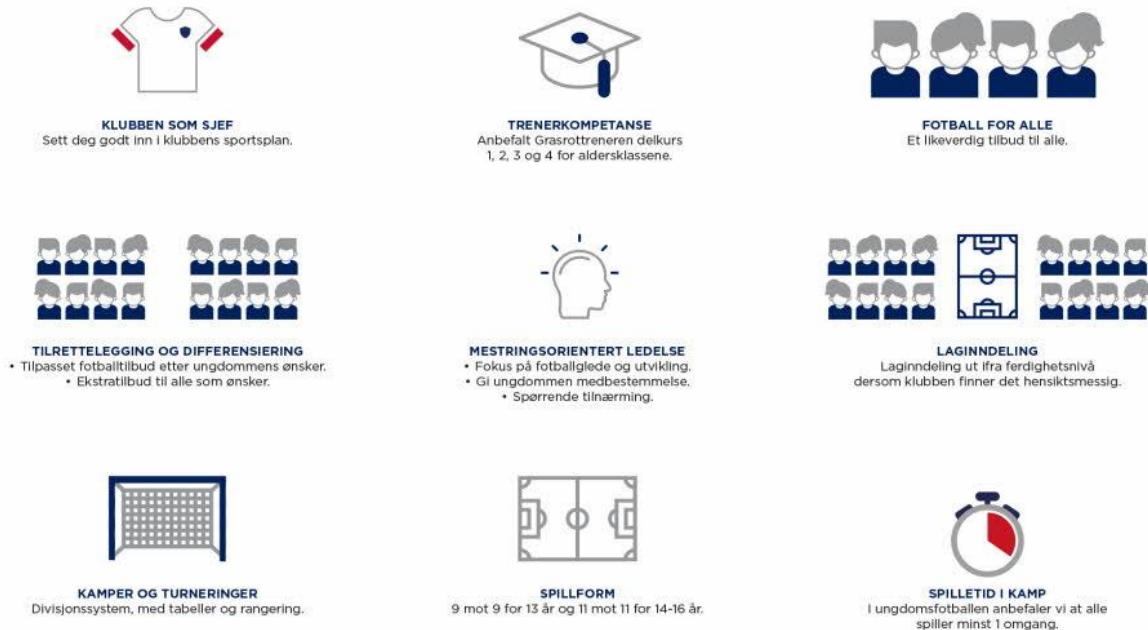 KLUBBEN SOM SJEF
Sett deg godt inn i klubbens sportsplan.
TRENERKOMPETANSE
Anbefalt Grasrottreneren delkurs
1, 2, 3 og 4 for aldersklassene.
FOTBALL FOR ALLE
Et likeverdig tilbud til alle.
TILRETTELEGGING OG DIFFERENSIERING
• Tilpasset fotballtilbud etter ungdommens ønsker.
• Ekstratilbud til alle som ønsker.
MESTRINGSORIENTERT LEDELSE
• Fokus på fotballglede og utvikling.
• Gi ungdommen medbestemmelse.
• Spørrende tilnærming.
LAGINNDELING
Laginndeling ut ifra ferdighetsnivå
dersom klubben finner det hensiktsmessig.
KAMPER OG TURNERINGER
Divisjonssystem, med tabeller og rangering.
SPILLFORM
9 mot 9 for 13 år og 11 mot 11 for 14-16 år.
SPILLETID I KAMP
I ungdomsfotballen anbefaler vi at alle
spiller minst 1 omgang.